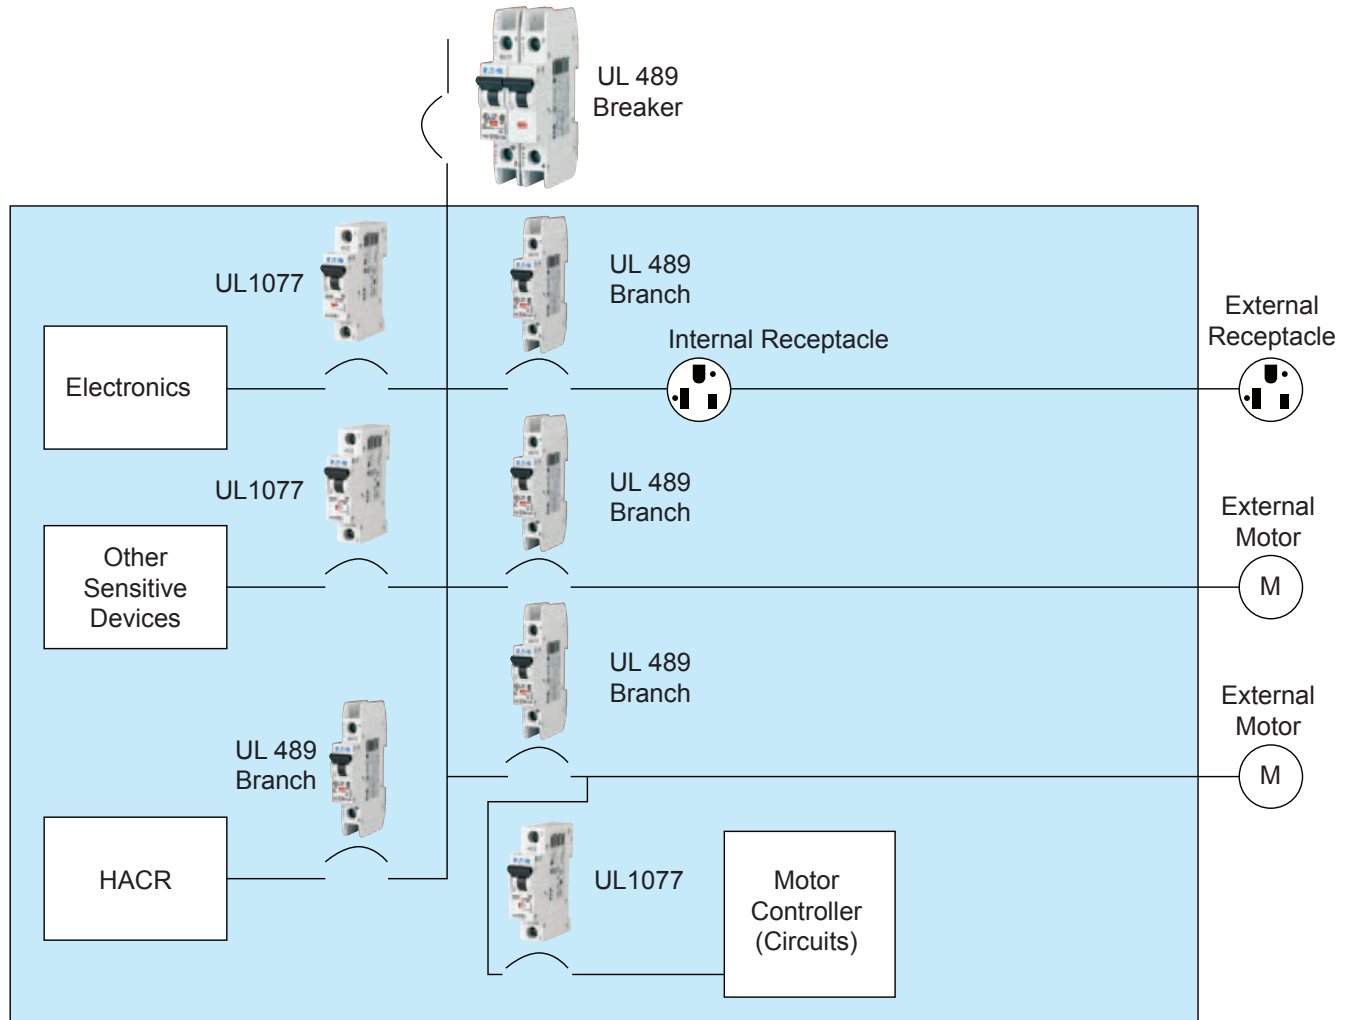 UL 489
Breaker
UL1077
UL 489
Branch
Internal Receptacle
External
Receptacle
Electronics
UL1077
UL 489
Branch
External
Motor
Other
Sensitive
Devices
M
UL 489
Branch
External
Motor
UL 489
Branch
M
HACR
UL1077
Motor
Controller
(Circuits)